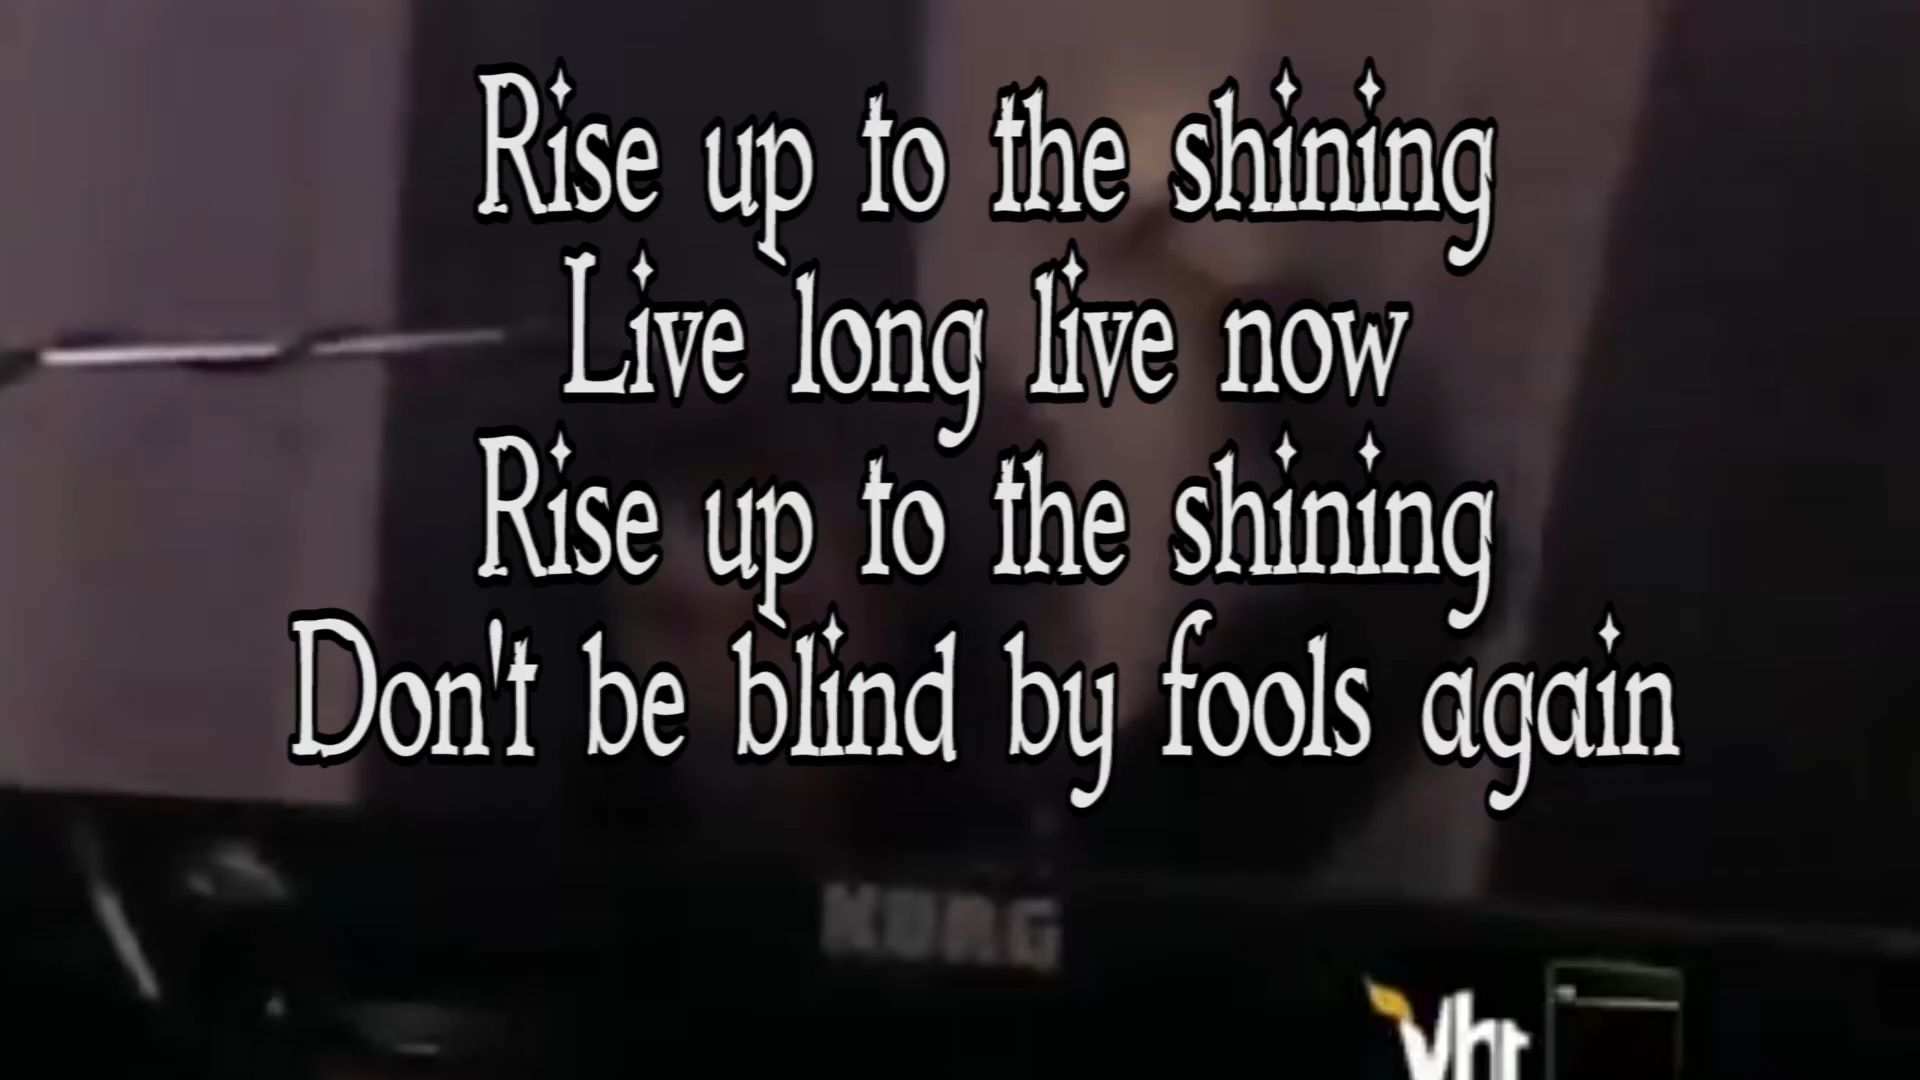 Rise up to the shining
Live long live now
Rise up to the shining
Don't be blind by fools again
KORG
vh1